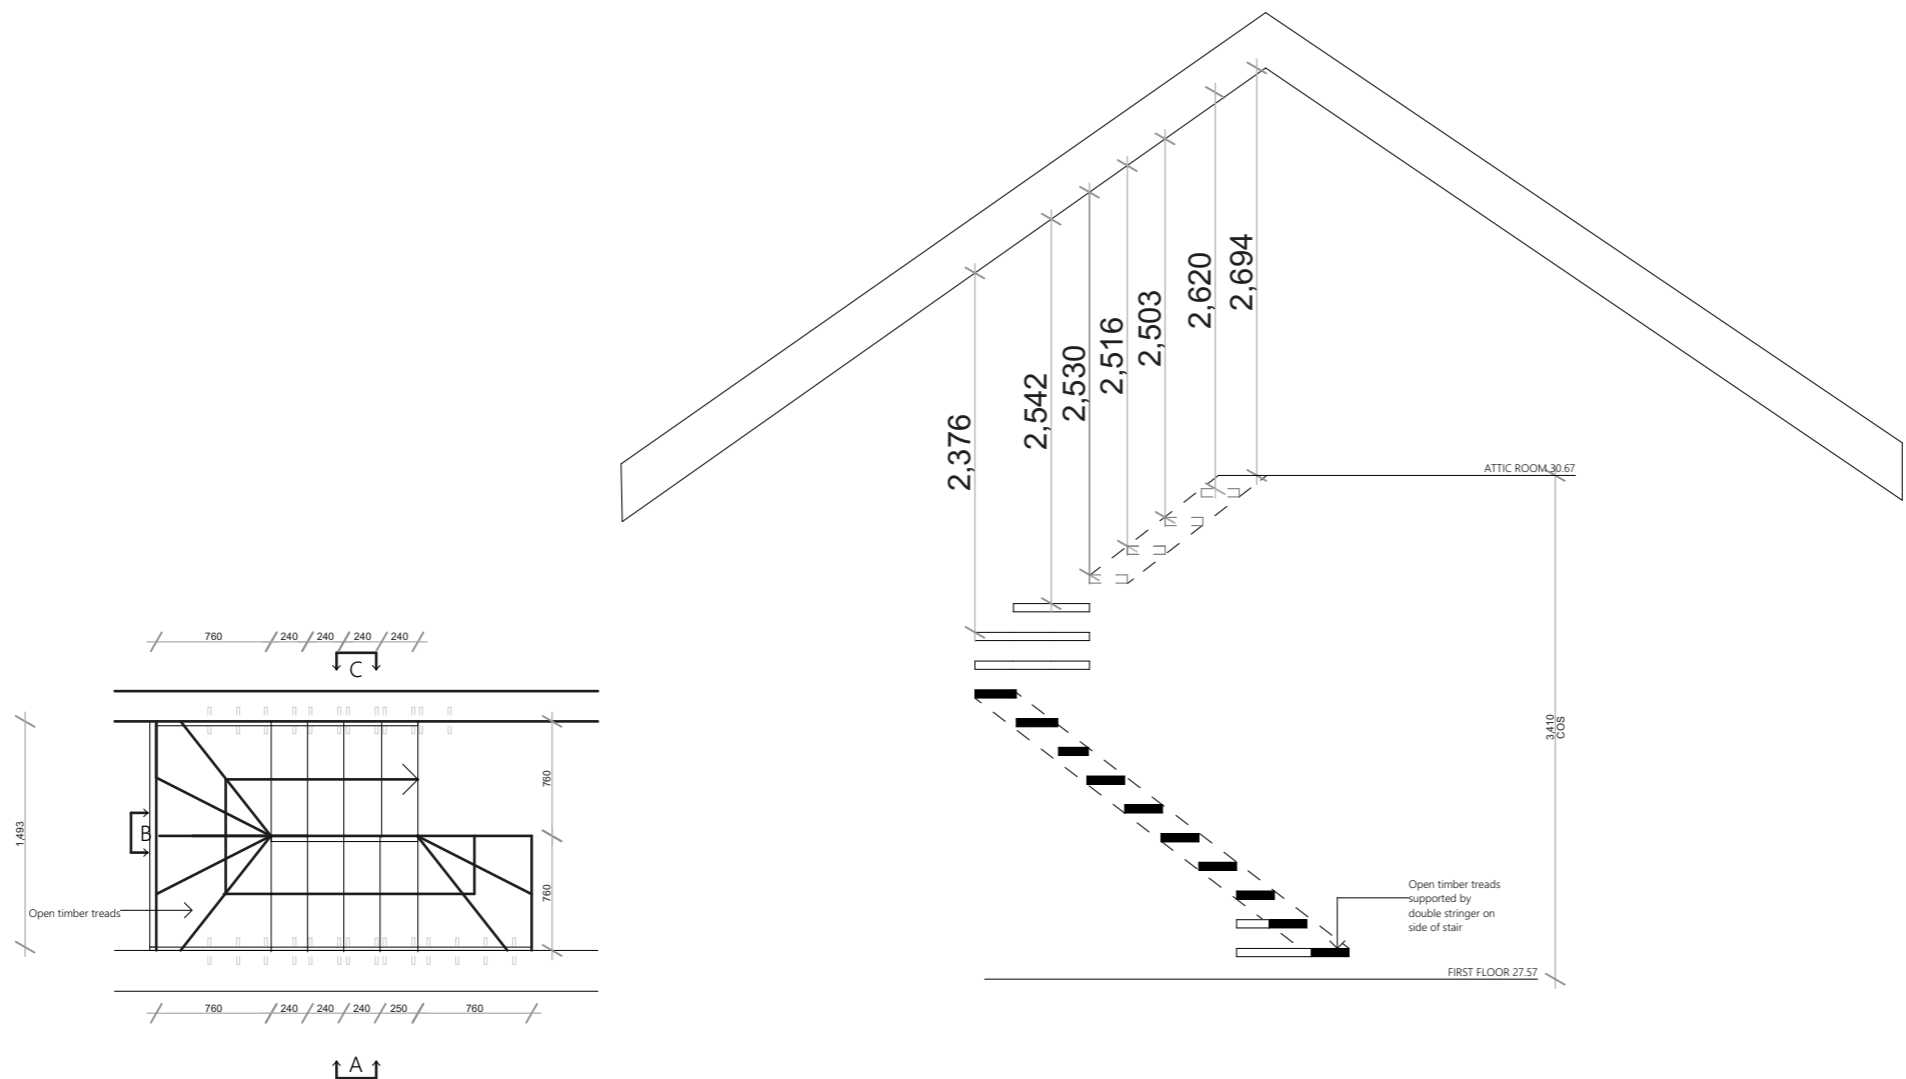 2,376
2,542
2,530
2,516
2,503
2,620
2,694
ATTIC ROOM 30.67
3,410
COS
Open timber treads
supported by
double stringer on
side of stair
FIRST FLOOR 27.57
760
240
240
240
240
C
1,493
760
760
B
Open timber treads
760
240
240
240
250
760
A